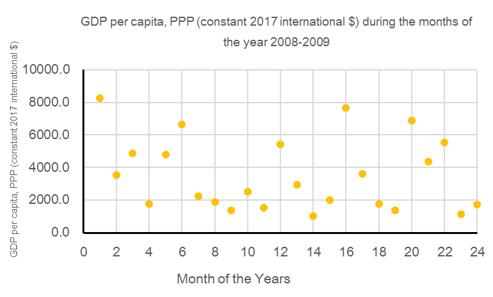 GDP per capita, PPP (constant 2017 international $) during the months of
the year 2008-2009
GDP per capita, PPP (constant 2017 international $)
10000.0
8000.0
6000.0
4000.0
2000.0
0.0
0 2 4 6 8 10 12 14 16 18 20 22 24
Month of the Years